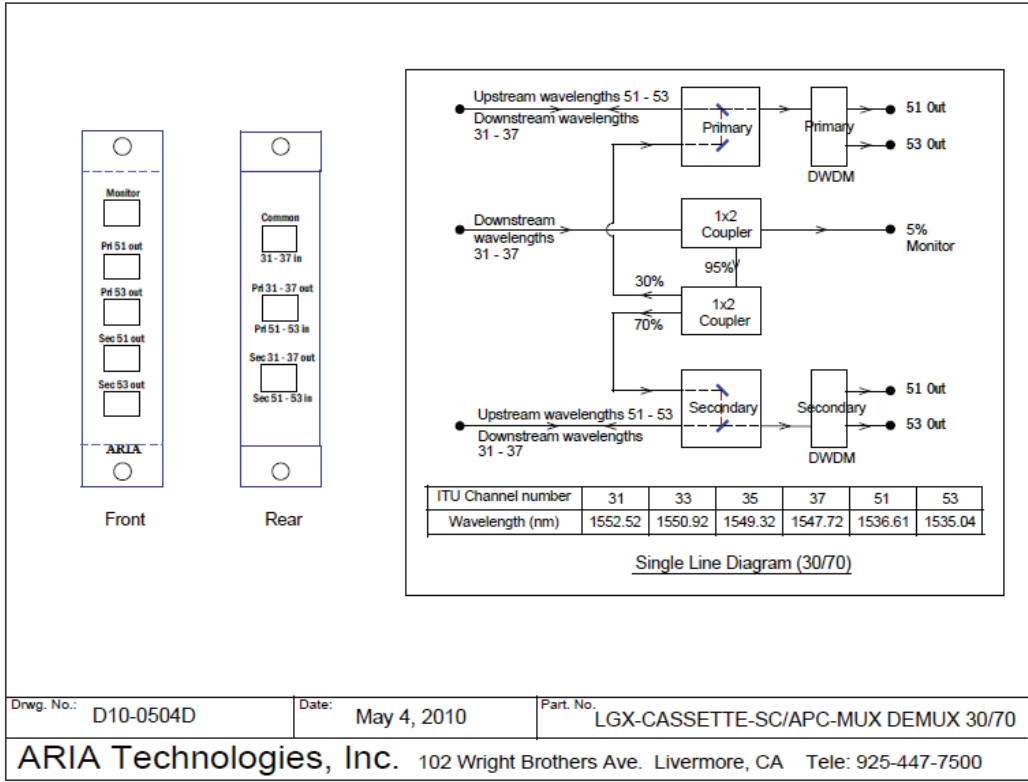 Monitor
Pri 51 out
Pri 53 out
Sec 51 out
Sec 53 out
ARIA
Front
Common
31 - 37 in
Pri 31 - 37 out
Pri 51 - 53 in
Sec 31 - 37 out
Sec 51 - 53 in
Rear
Upstream wavelengths 51 - 53
Downstream wavelengths
31 - 37
Primary
Primary
DWDM
51 Out
53 Out
Downstream
wavelengths
31 - 37
1x2
Coupler
5%
Monitor
95%
30%
70%
1x2
Coupler
Upstream wavelengths 51 - 53
Downstream wavelengths
31 - 37
Secondary
Secondary
DWDM
51 Out
53 Out
ITU Channel number 31 33 35 37 51 53
Wavelength (nm) 1552.52 1550.92 1549.32 1547.72 1536.61 1535.04
Single Line Diagram (30/70)
Drwg. No.: D10-0504D Date: May 4, 2010 Part. No. LGX-CASSETTE-SC/APC-MUX DEMUX 30/70
ARIA Technologies, Inc. 102 Wright Brothers Ave. Livermore, CA Tele: 925-447-7500